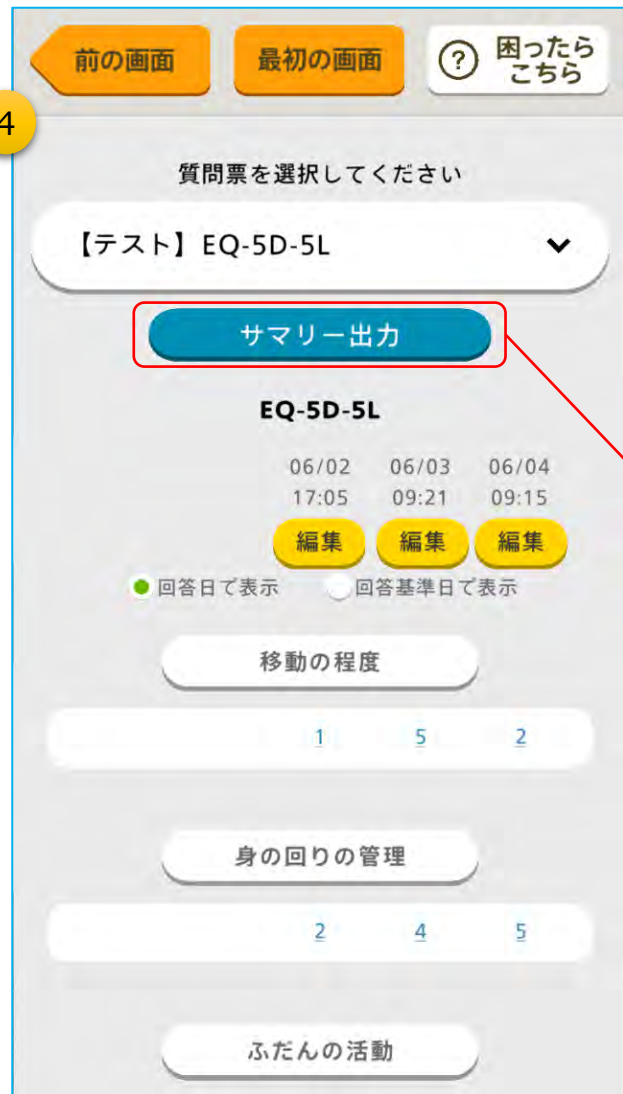 前の画面
最初の画面
?
困ったら
こちら
4
質問票を選択してください
【テスト】EQ-5D-5L
サマリー出力
EQ-5D-5L
06/02 06/03 06/04
17:05 09:21 09:15
編集 編集 編集
回答日で表示 回答基準日で表示
移動の程度
1 5 2
身の回りの管理
2 4 5
ふだんの活動